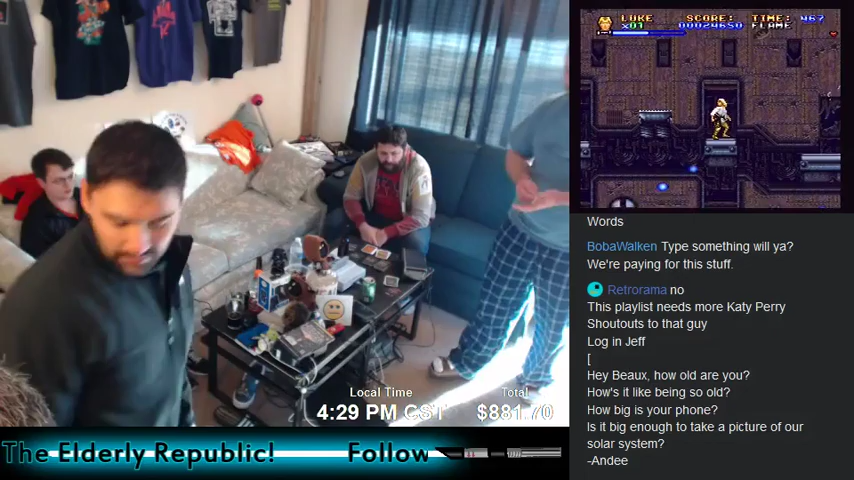 LUKE
x01
SCORE:
00024650
TIME: 467
FLAME
Words
BobaWalken Type something will ya?
We're paying for this stuff.
Retrorama no
This playlist needs more Katy Perry
Shoutouts to that guy
Log in Jeff
[
Hey Beaux, how old are you?
How's it like being so old?
How big is your phone?
Is it big enough to take a picture of our
solar system?
-Andee
Local Time
4:29 PM CST
Total
$881.70
The Elderly Republic!
Follow